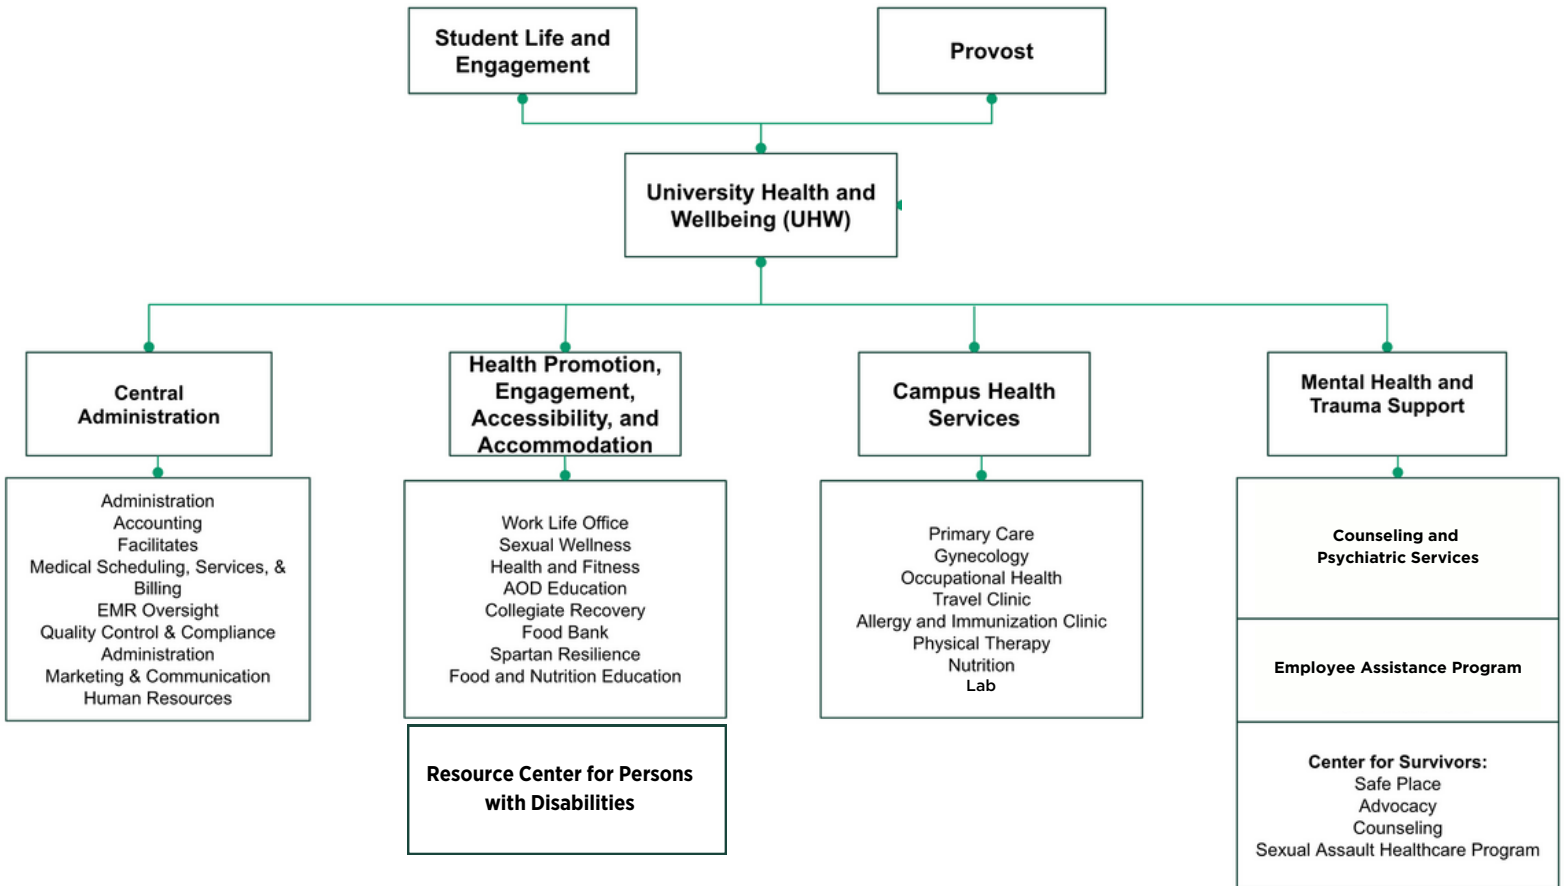 Student Life and
Engagement
Provost
University Health and
Wellbeing (UHW)
Central
Administration
Health Promotion,
Engagement,
Accessibility, and
Accommodation
Campus Health
Services
Mental Health and
Trauma Support
Administration
Accounting
Facilitates
Medical Scheduling, Services, &
Billing
EMR Oversight
Quality Control & Compliance
Administration
Marketing & Communication
Human Resources
Work Life Office
Sexual Wellness
Health and Fitness
AOD Education
Collegiate Recovery
Food Bank
Spartan Resilience
Food and Nutrition Education
Resource Center for Persons
with Disabilities
Primary Care
Gynecology
Occupational Health
Travel Clinic
Allergy and Immunization Clinic
Physical Therapy
Nutrition
Lab
Counseling and
Psychiatric Services
Employee Assistance Program
Center for Survivors:
Safe Place
Advocacy
Counseling
Sexual Assault Healthcare Program